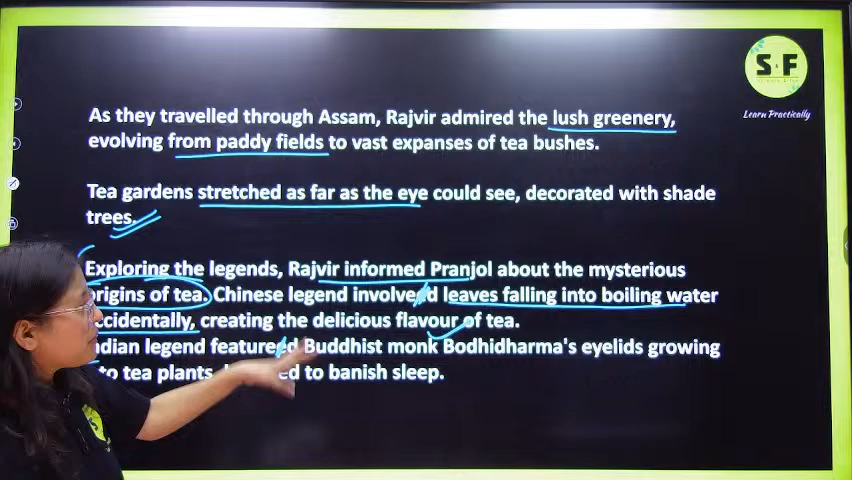 S F
Learn Practically
As they travelled through Assam, Rajvir admired the lush greenery,
evolving from paddy fields to vast expanses of tea bushes.
Tea gardens stretched as far as the eye could see, decorated with shade
trees.
Exploring the legends, Rajvir informed Pranjol about the mysterious
origins of tea. Chinese legend involved leaves falling into boiling water
accidentally, creating the delicious flavour of tea.
Indian legend featured Buddhist monk Bodhidharma's eyelids growing
to tea plants, to banish sleep.